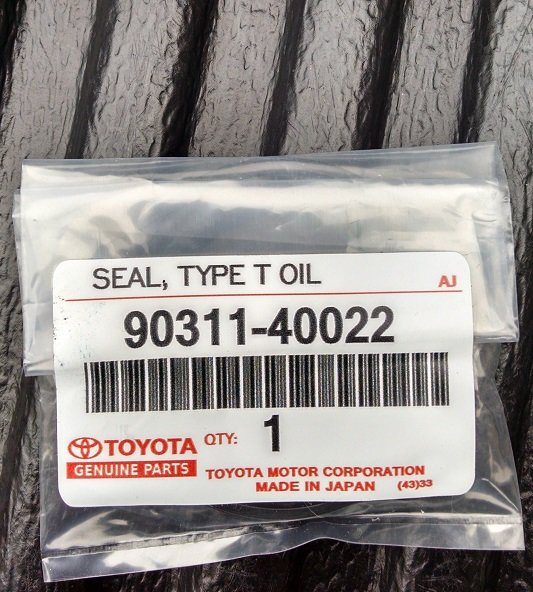 SEAL, TYPE T OIL
AJ
90311-40022
TOYOTA
GENUINE PARTS
QTY: 1
TOYOTA MOTOR CORPORATION
MADE IN JAPAN (43)33